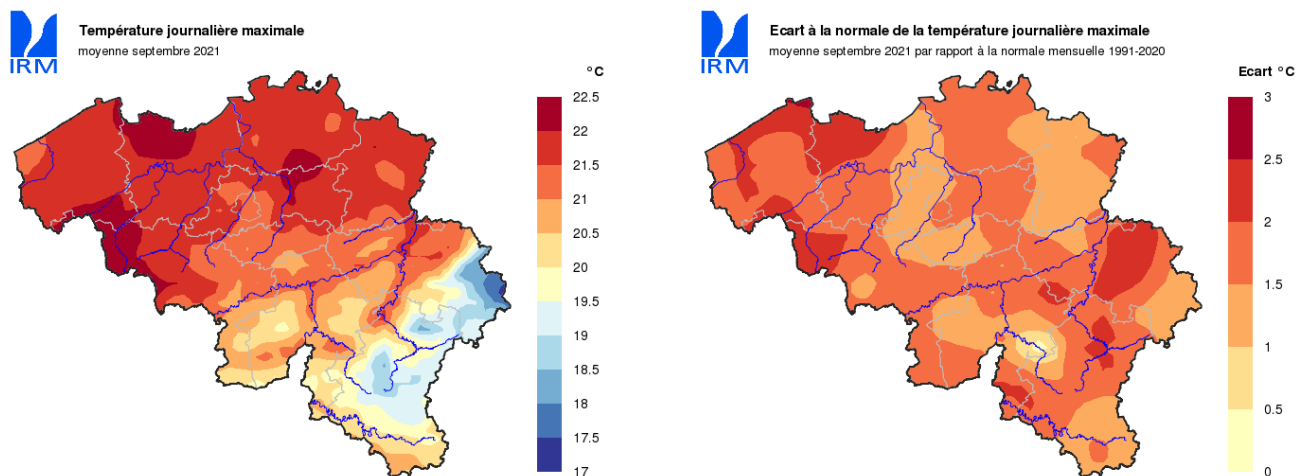 Température journalière maximale
moyenne septembre 2021
IRM
°C
22.5
22
21.5
21
20.5
20
19.5
19
18.5
18
17.5
17
Ecart à la normale de la température journalière maximale
moyenne septembre 2021 par rapport à la normale mensuelle 1991-2020
IRM
Ecart °C
3
2.5
2
1.5
1
0.5
0